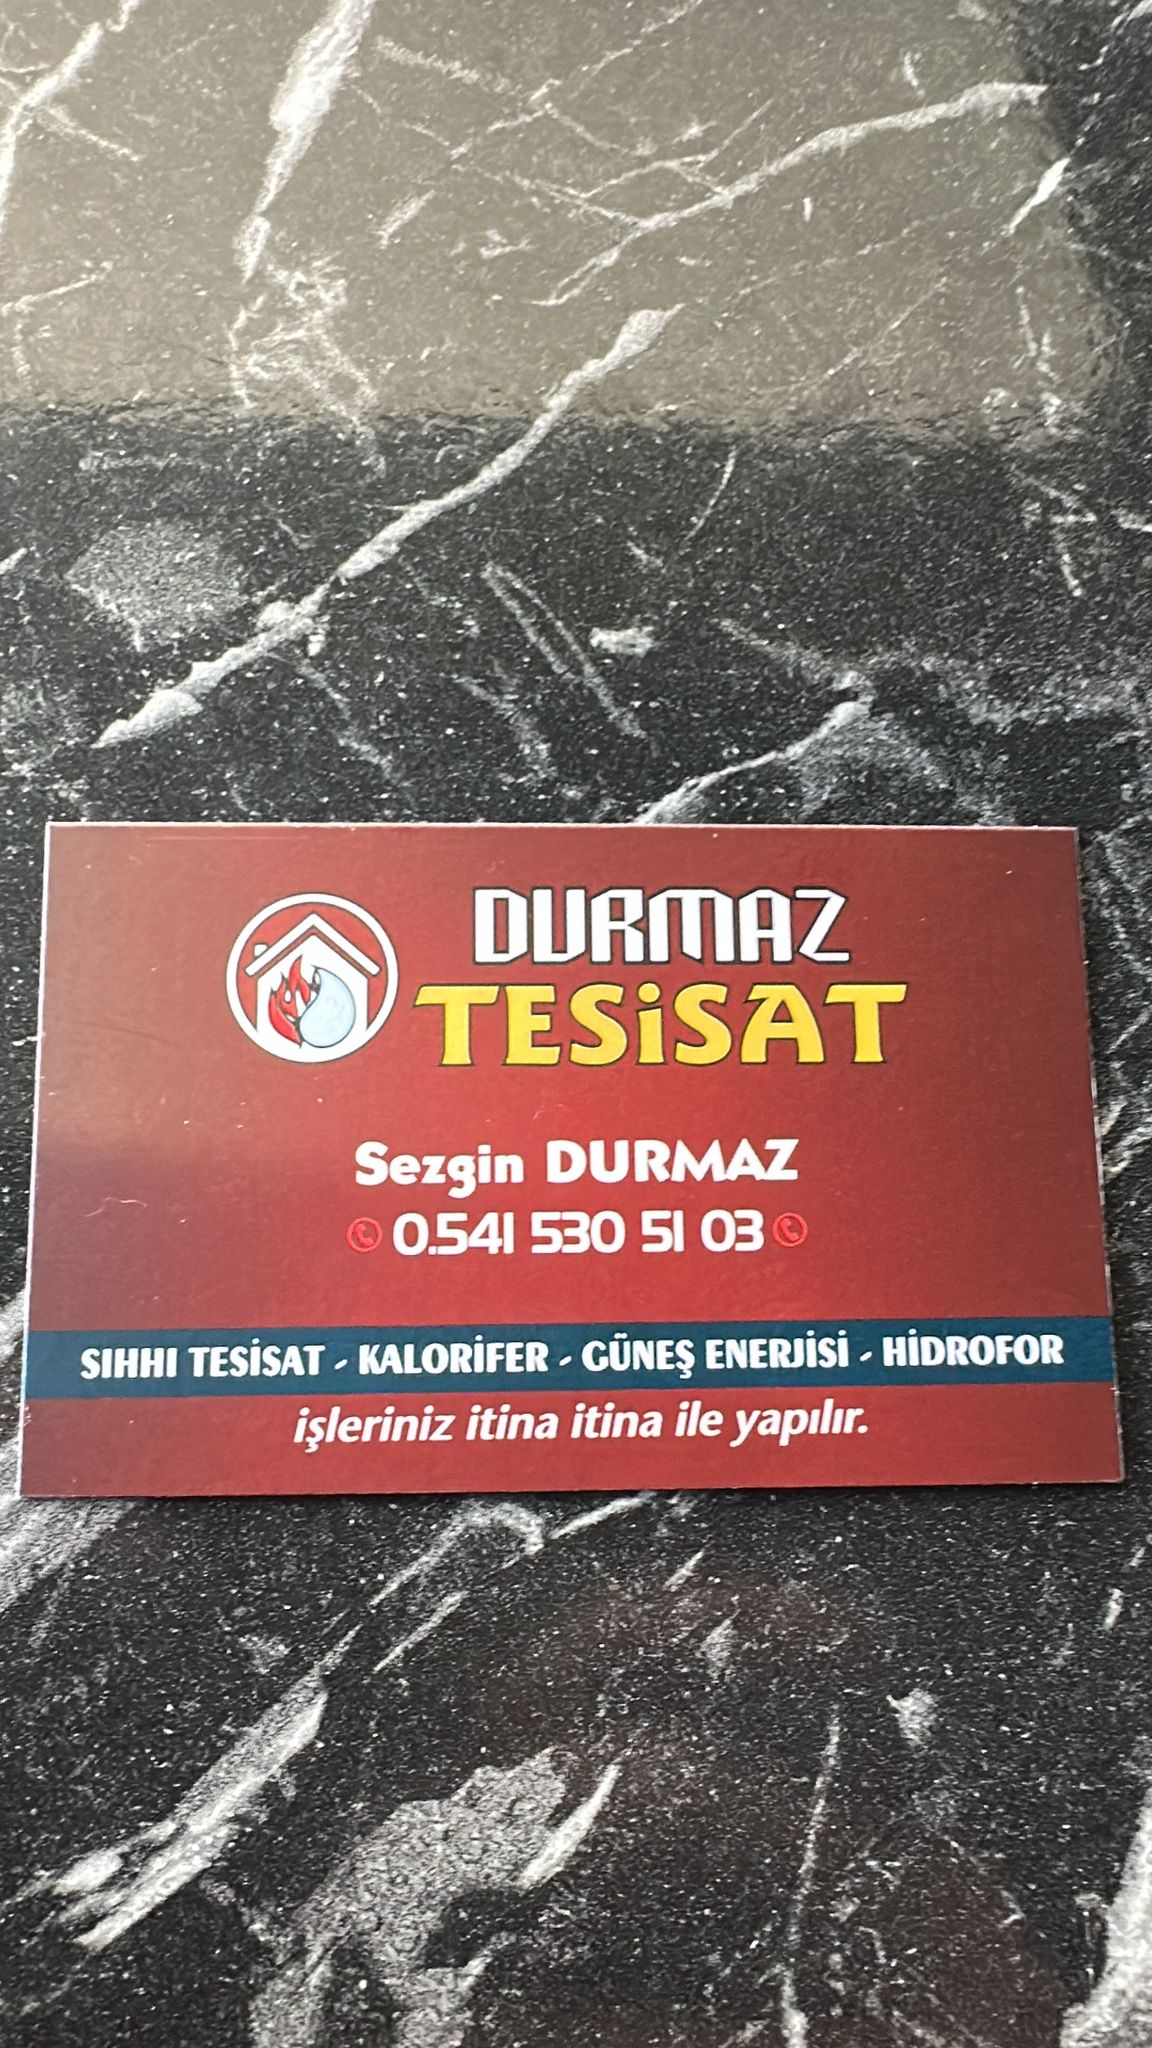 DURMAZ
TESİSAT
Sezgin DURMAZ
0.541 530 51 03
SIHHI TESİSAT - KALORİFER - GÜNEŞ ENERJİSİ - HİDROFOR
işleriniz itina itina ile yapılır.